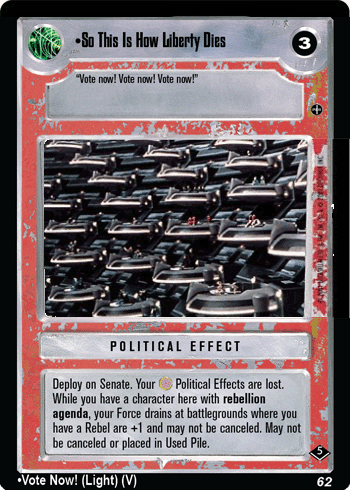 •So This Is How Liberty Dies
3
“Vote now! Vote now! Vote now!”
POLITICAL EFFECT
Deploy on Senate. Your Political Effects are lost.
While you have a character here with rebellion
agenda, your Force drains at battlegrounds where you
have a Rebel are +1 and may not be canceled. May not
be canceled or placed in Used Pile.
5
•Vote Now! (Light) (V)
62